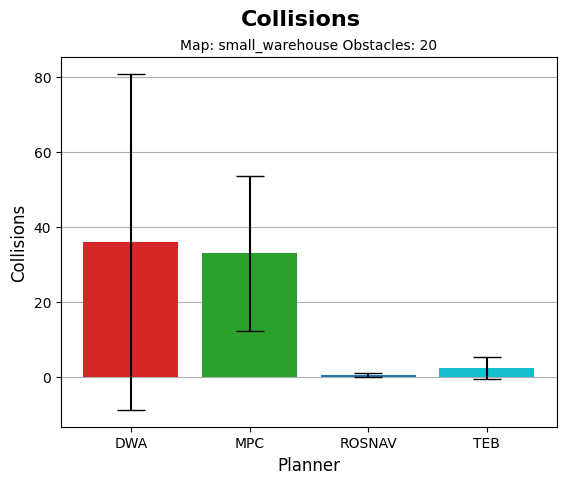 Collisions
Map: small_warehouse Obstacles: 20
80
60
40
20
0
Collisions
DWA MPC ROSNAV TEB
Planner